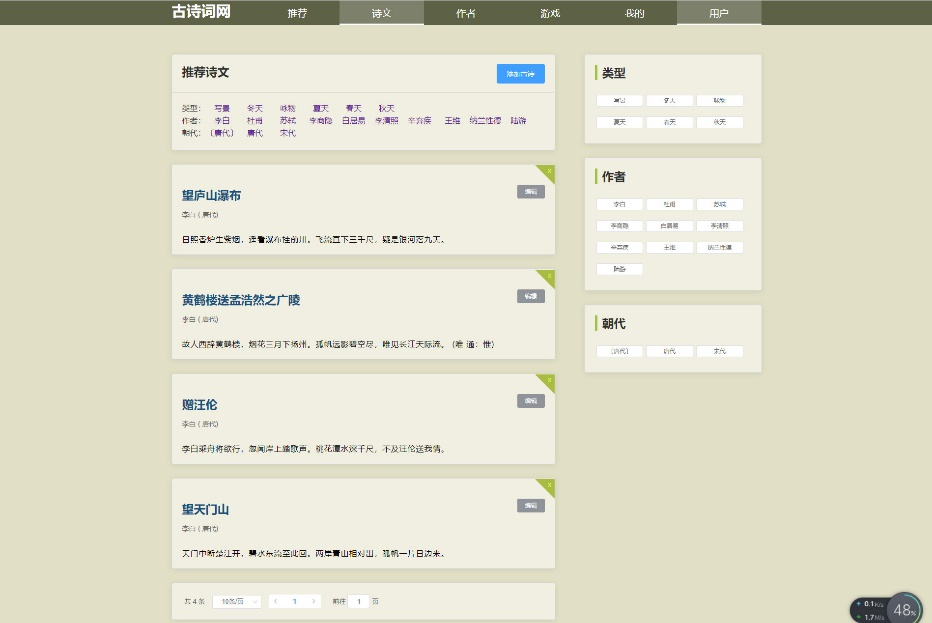 古诗词网 推荐 诗文 作者 游戏 我的 用户
推荐诗文 添加古诗
类型： 写景 冬天 咏物 夏天 春天 秋天
作者： 李白 杜甫 苏轼 李商隐 白居易 李清照 辛弃疾 王维 纳兰性德 陆游
朝代：〔唐代〕 唐代 宋代
望庐山瀑布 x
编辑
李白 ( 唐代)
日照香炉生紫烟，遥看瀑布挂前川。飞流直下三千尺，疑是银河落九天。
黄鹤楼送孟浩然之广陵 x
编辑
李白 ( 唐代)
故人西辞黄鹤楼，烟花三月下扬州。孤帆远影碧空尽，唯见长江天际流。 (唯 通：惟)
赠汪伦 x
编辑
李白 ( 唐代)
李白乘舟将欲行，忽闻岸上踏歌声。桃花潭水深千尺，不及汪伦送我情。
望天门山 x
编辑
李白 ( 唐代)
天门中断楚江开，碧水东流至此回。两岸青山相对出，孤帆一片日边来。
共 4 条 10条/页 < 1 > 前往 1 页
类型
写景 冬天 咏物
夏天 春天 秋天
作者
李白 杜甫 苏轼
李商隐 白居易 李清照
辛弃疾 王维 纳兰性德
陆游
朝代
〔唐代〕 唐代 宋代
0.1K/s
1.7M/s
48%